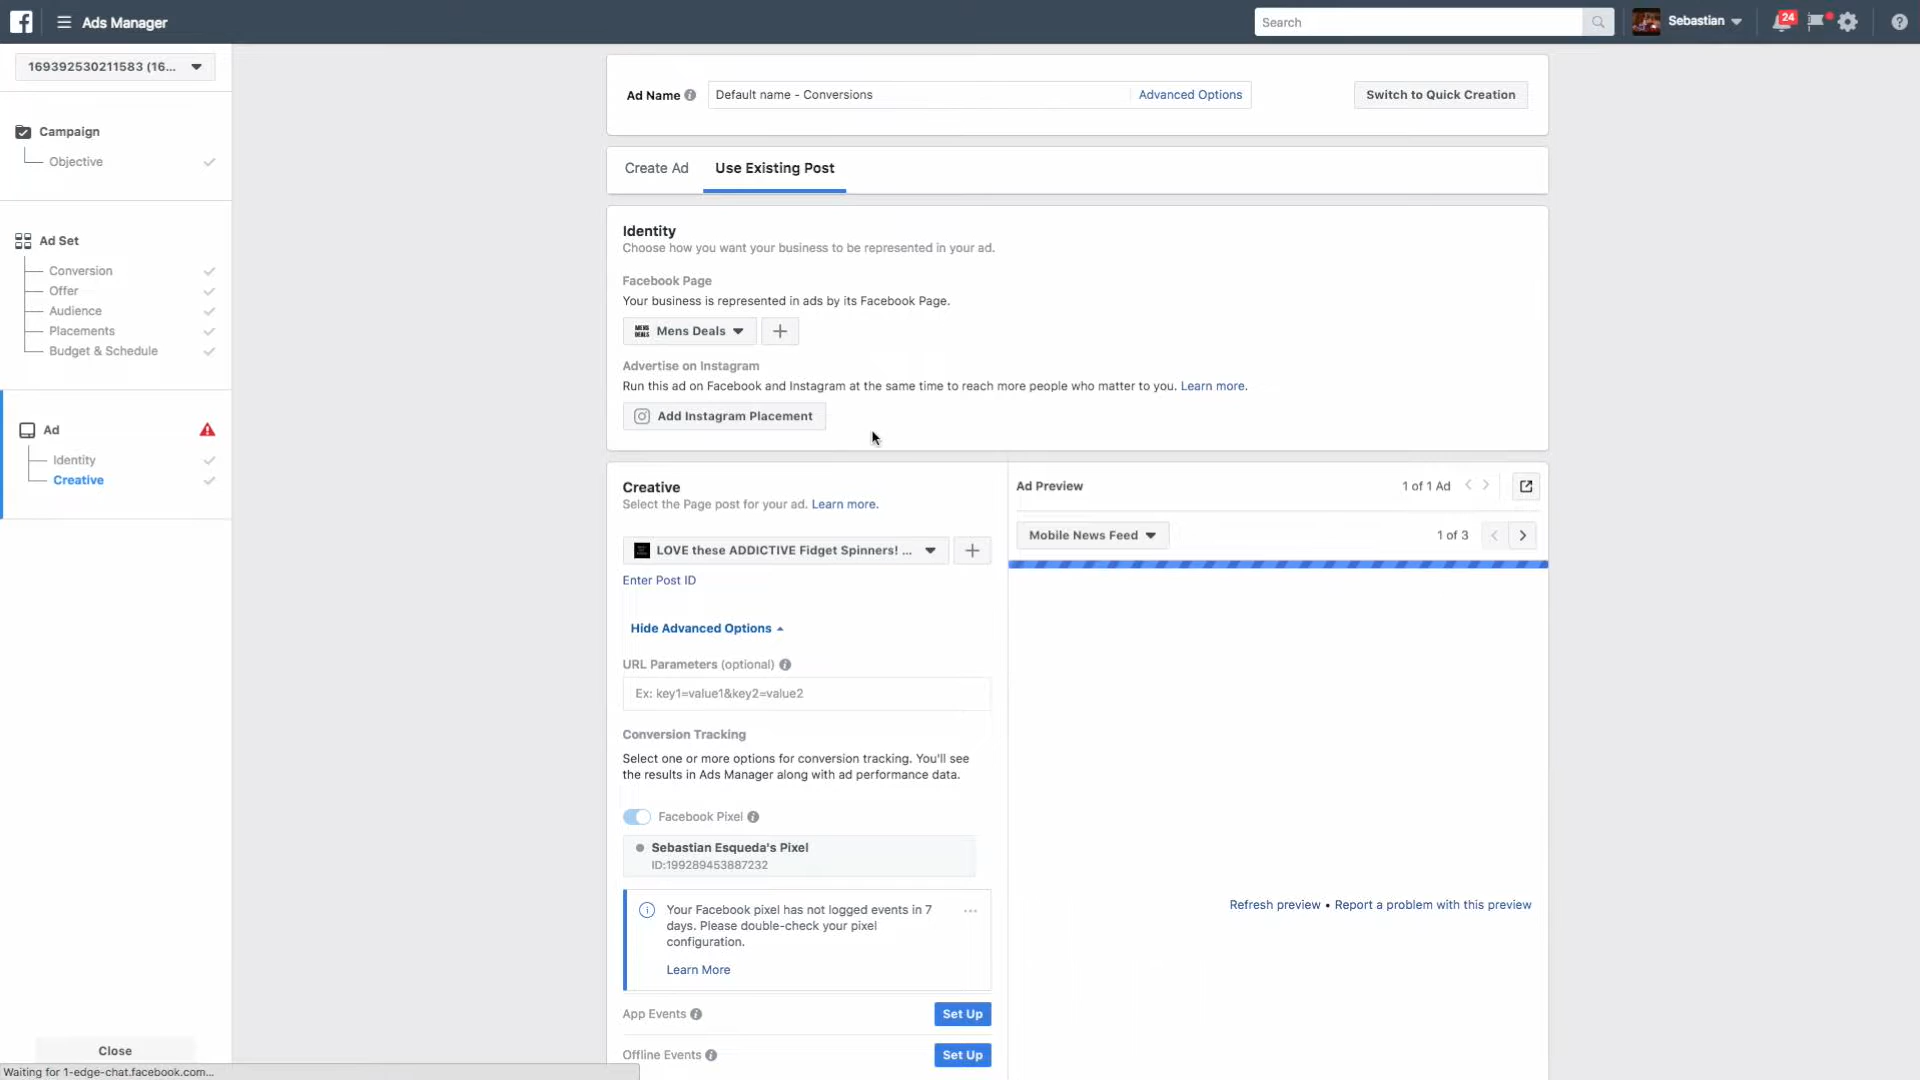 Ads Manager
Search
Sebastian
24
169392530211583 (16...
Campaign
Objective
Ad Set
Conversion
Offer
Audience
Placements
Budget & Schedule
Ad
Identity
Creative
Close
Waiting for 1-edge-chat.facebook.com...
Ad Name
Default name - Conversions
Advanced Options
Switch to Quick Creation
Create Ad
Use Existing Post
Identity
Choose how you want your business to be represented in your ad.
Facebook Page
Your business is represented in ads by its Facebook Page.
MENS DEALS
Mens Deals
Advertise on Instagram
Run this ad on Facebook and Instagram at the same time to reach more people who matter to you. Learn more.
Add Instagram Placement
Creative
Select the Page post for your ad. Learn more.
LOVE these ADDICTIVE Fidget Spinners! ...
Enter Post ID
Hide Advanced Options
URL Parameters (optional)
Ex: key1=value1&key2=value2
Conversion Tracking
Select one or more options for conversion tracking. You'll see
the results in Ads Manager along with ad performance data.
Facebook Pixel
Sebastian Esqueda's Pixel
ID:199289453887232
Your Facebook pixel has not logged events in 7
days. Please double-check your pixel
configuration.
Learn More
App Events
Set Up
Offline Events
Set Up
Ad Preview
1 of 1 Ad
Mobile News Feed
1 of 3
Refresh preview • Report a problem with this preview